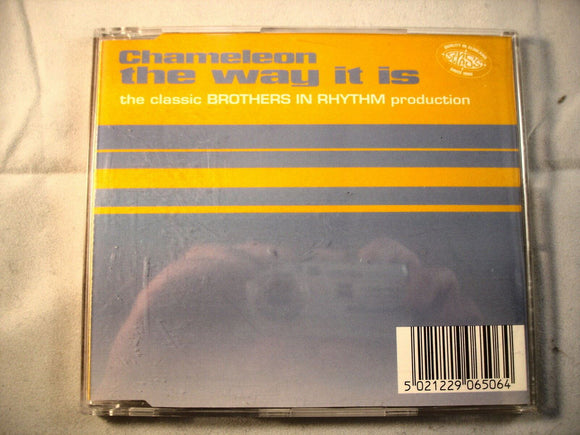 Chameleon
the way it is
the classic BROTHERS IN RHYTHM production
5 021229 065064